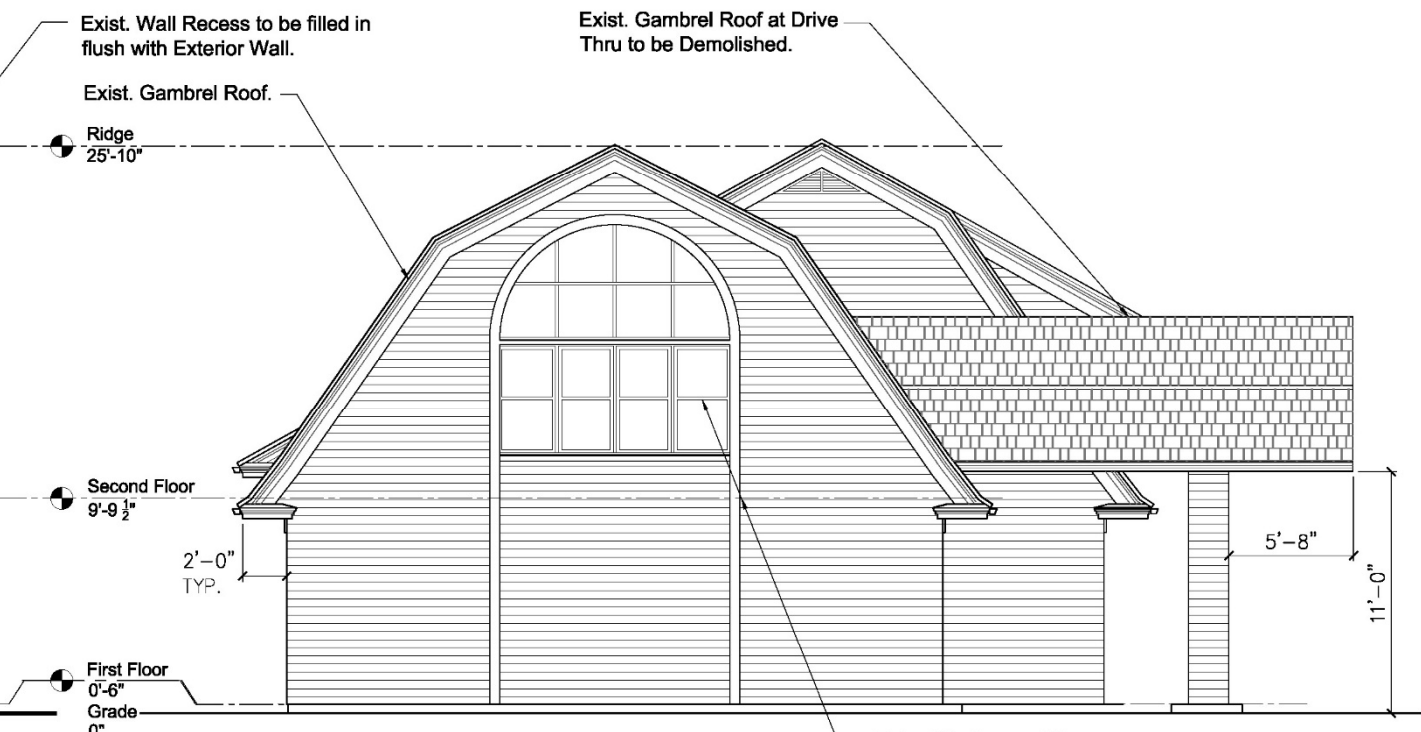 Exist. Wall Recess to be filled in
flush with Exterior Wall.
Exist. Gambrel Roof at Drive
Thru to be Demolished.
Exist. Gambrel Roof.
Ridge
25'-10"
Second Floor
9'-9 ½"
2'-0"
TYP.
5'-8"
11'-0"
First Floor
0'-6"
Grade
0"